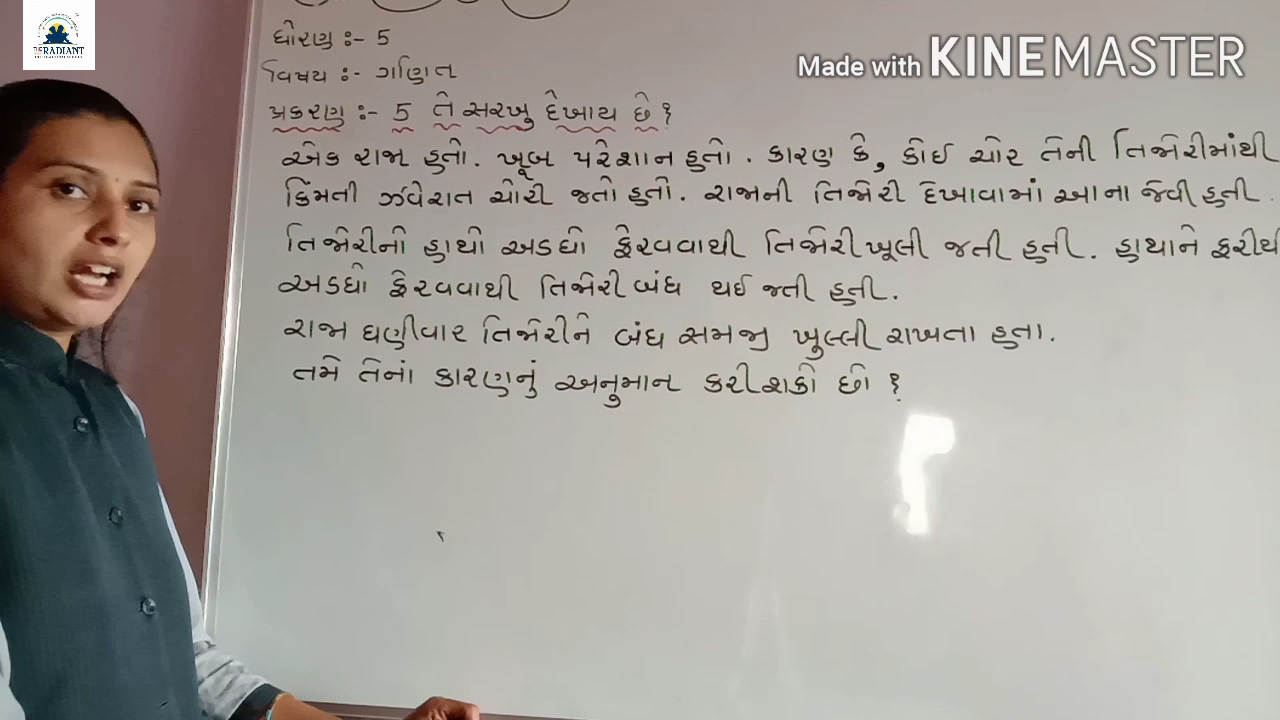 THE RADIANT
Made with KINEMASTER
ધોરણ :- 5
વિષય :- ગણિત
પ્રકરણ :- 5 તે સરખુ દેખાય છે ?
એક રાજા હતો. ખૂબ પરેશાન હતો. કારણ કે, કોઈ ચોર તેની તિજોરીમાંથી
કિંમતી ઝવેરાત ચોરી જતો હતો. રાજાની તિજોરી દેખાવામાં આના જેવી હતી.
તિજોરીનો હાથો અડધો ફેરવવાથી તિજોરી ખૂલી જતી હતી. હાથાને ફરીથી
અડધો ફેરવવાથી તિજોરી બંધ થઈ જતી હતી.
રાજા ઘણીવાર તિજોરીને બંધ સમજી ખુલ્લી રાખતા હતા.
તમે તેનાં કારણનું અનુમાન કરી શકો છો ?